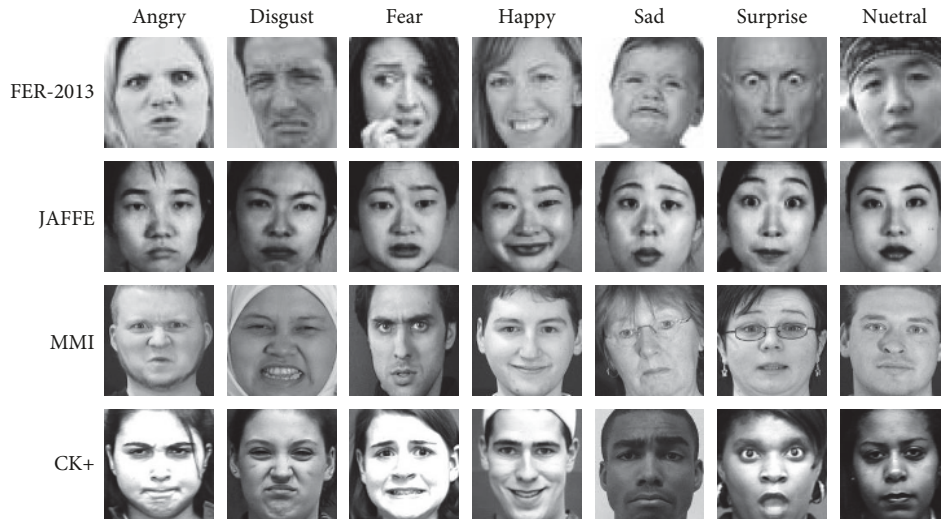 Angry Disgust Fear Happy Sad Surprise Nuetral
FER-2013
JAFFE
MMI
CK+